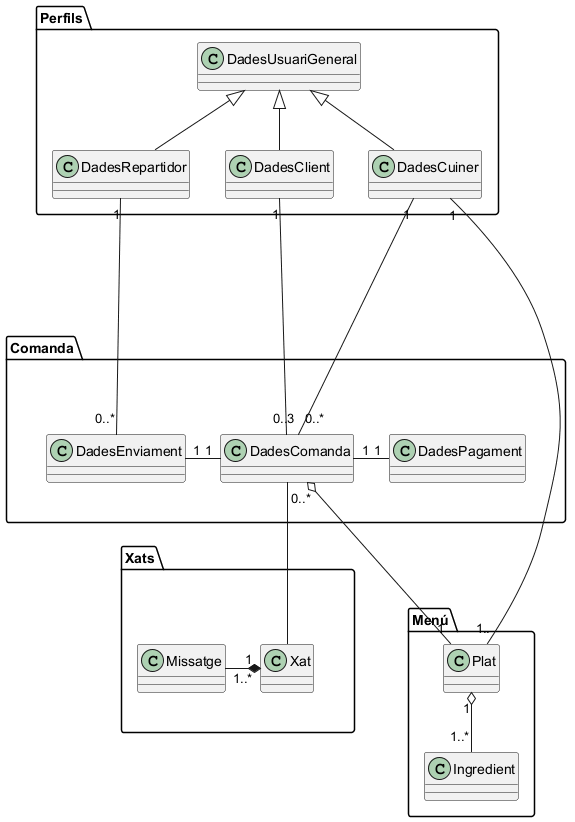 Perfils
C DadesUsuariGeneral
C DadesRepartidor
C DadesClient
C DadesCuiner
1
1
1
1
Comanda
0..*
0..3
0..*
C DadesEnviament
1 1
C DadesComanda
1 1
C DadesPagament
0..*
Xats
Menú
1
1..
C Missatge
1
1..*
C Xat
C Plat
1
1..*
C Ingredient